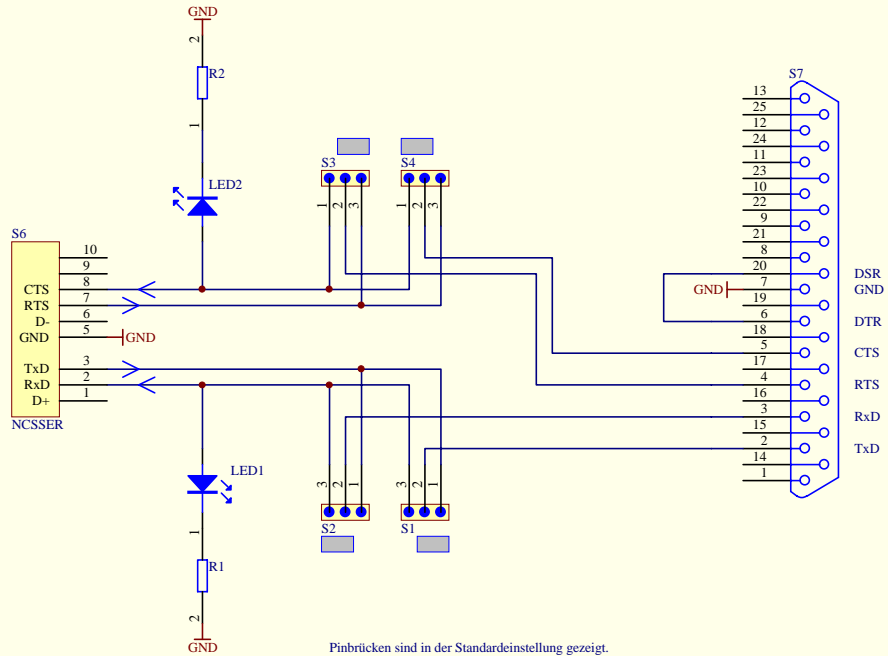 GND
2
R2
1
LED2
S3
S4
1
2
3
1
2
3
S6
10
9
CTS 8
RTS 7
D- 6
GND 5
GND
TxD 3
RxD 2
D+ 1
NCSSER
LED1
1
R1
2
GND
3
2
1
3
2
1
S2
S1
S7
13
25
12
24
11
23
10
22
9
21
8
20 DSR
GND 7 GND
19
6 DTR
18
5 CTS
17
4 RTS
16
3 RxD
15
2 TxD
14
1
Pinbrücken sind in der Standardeinstellung gezeigt.